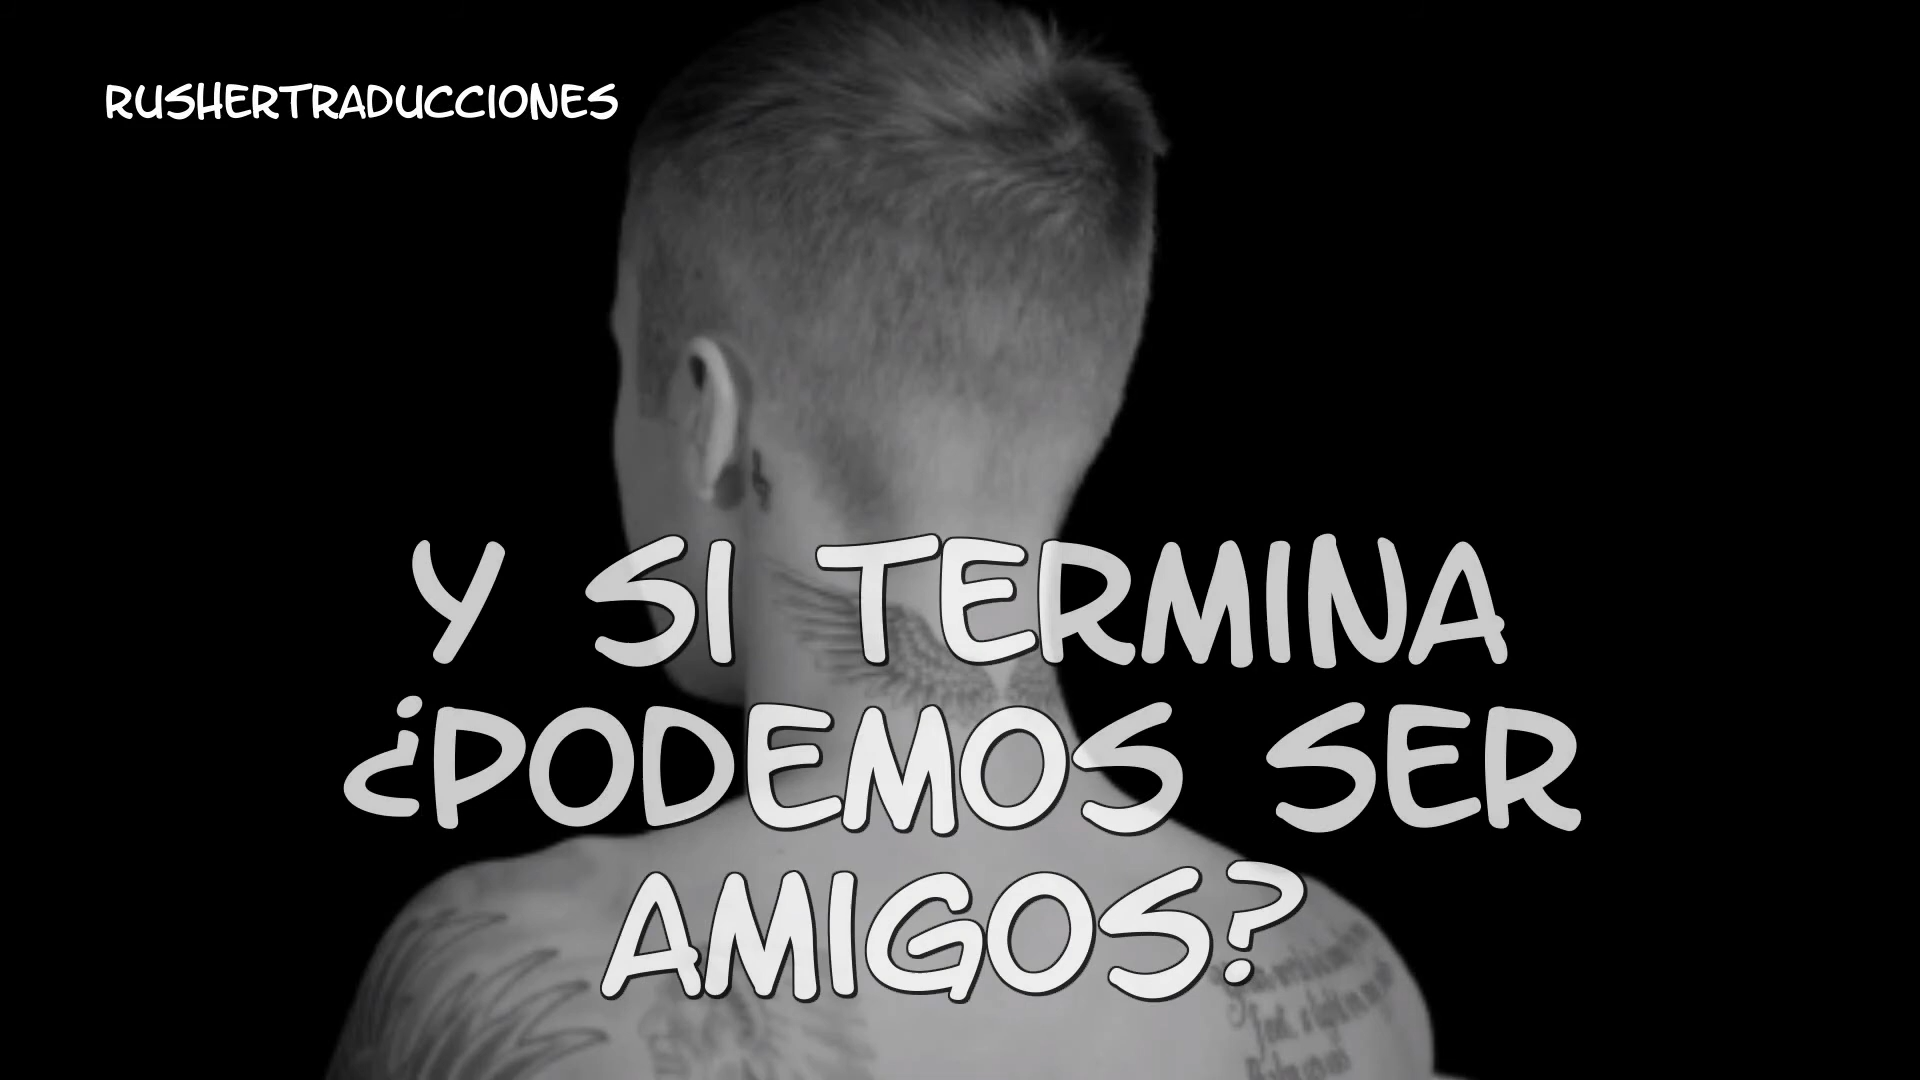 RUSHERTRADUCCIONES
Y SI TERMINA
¿PODEMOS SER
AMIGOS?